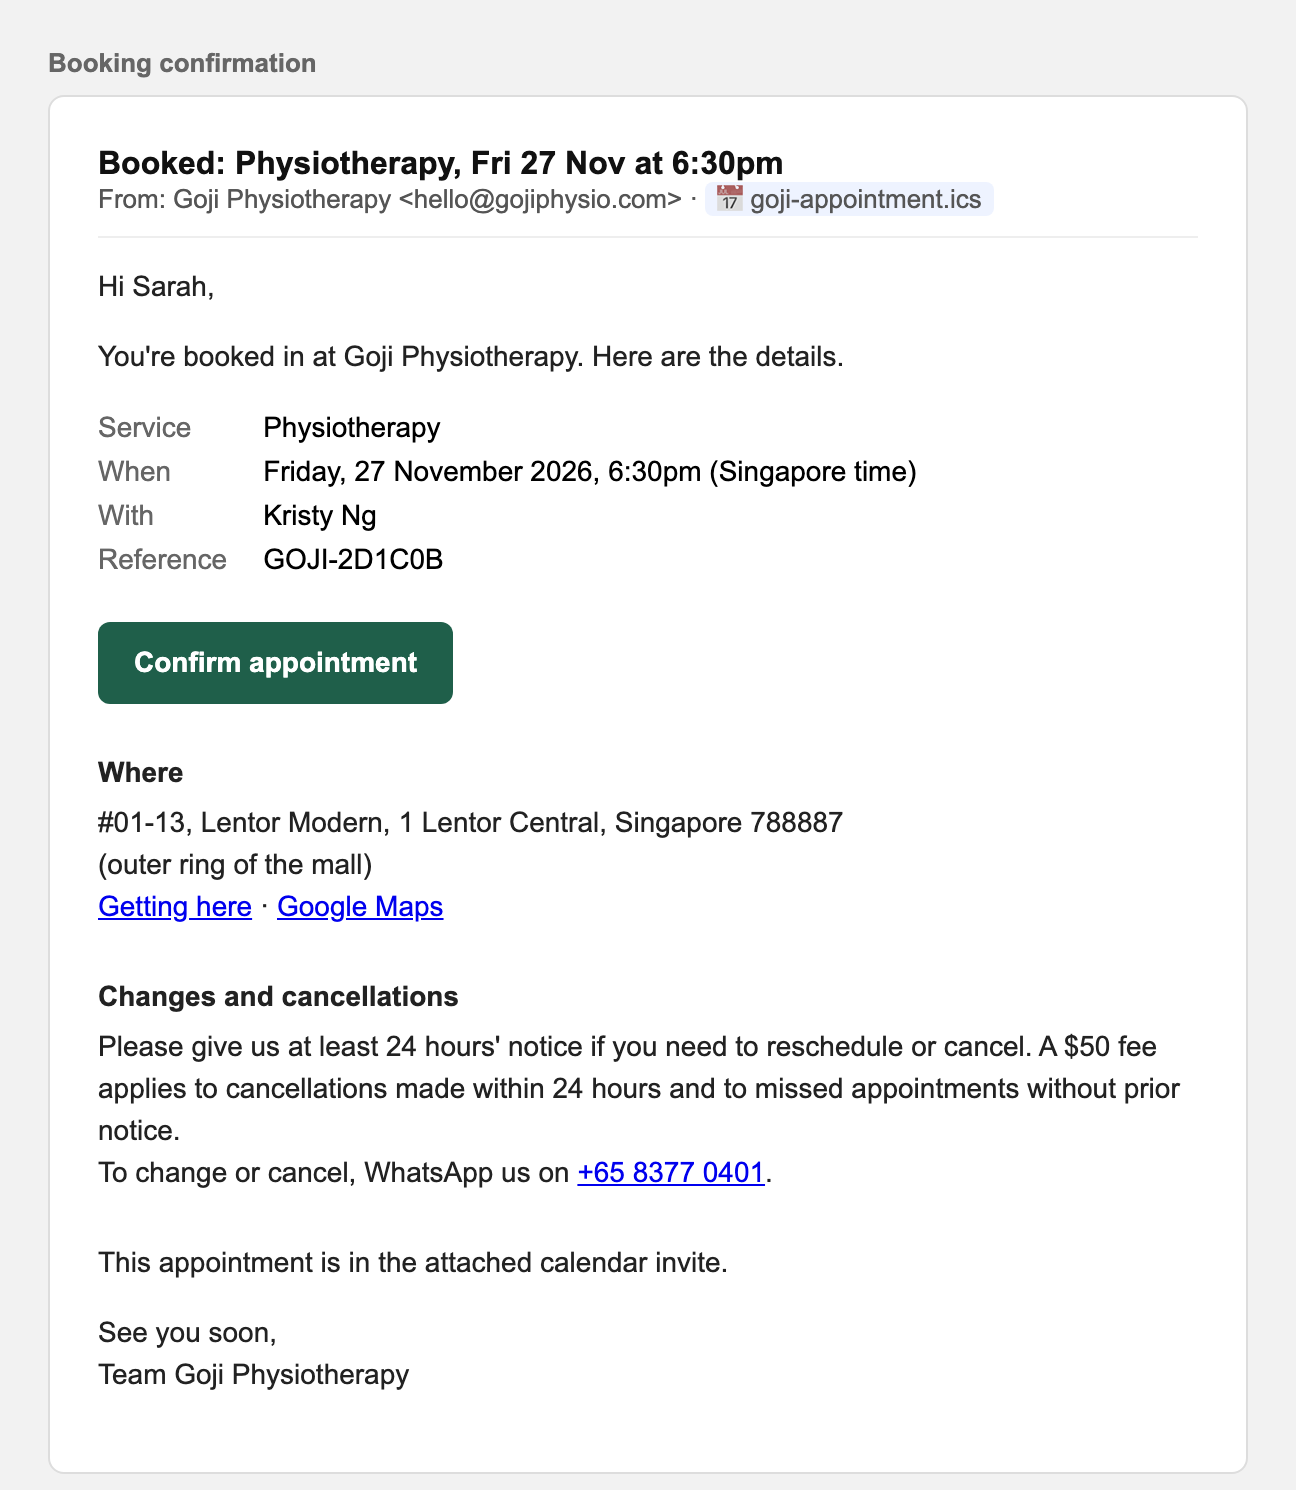 Booking confirmation
Booked: Physiotherapy, Fri 27 Nov at 6:30pm
From: Goji Physiotherapy <hello@gojiphysio.com> · 📅 goji-appointment.ics
Hi Sarah,
You're booked in at Goji Physiotherapy. Here are the details.
Service Physiotherapy
When Friday, 27 November 2026, 6:30pm (Singapore time)
With Kristy Ng
Reference GOJI-2D1C0B
Confirm appointment
Where
#01-13, Lentor Modern, 1 Lentor Central, Singapore 788887
(outer ring of the mall)
Getting here · Google Maps
Changes and cancellations
Please give us at least 24 hours' notice if you need to reschedule or cancel. A $50 fee
applies to cancellations made within 24 hours and to missed appointments without prior
notice.
To change or cancel, WhatsApp us on +65 8377 0401.
This appointment is in the attached calendar invite.
See you soon,
Team Goji Physiotherapy